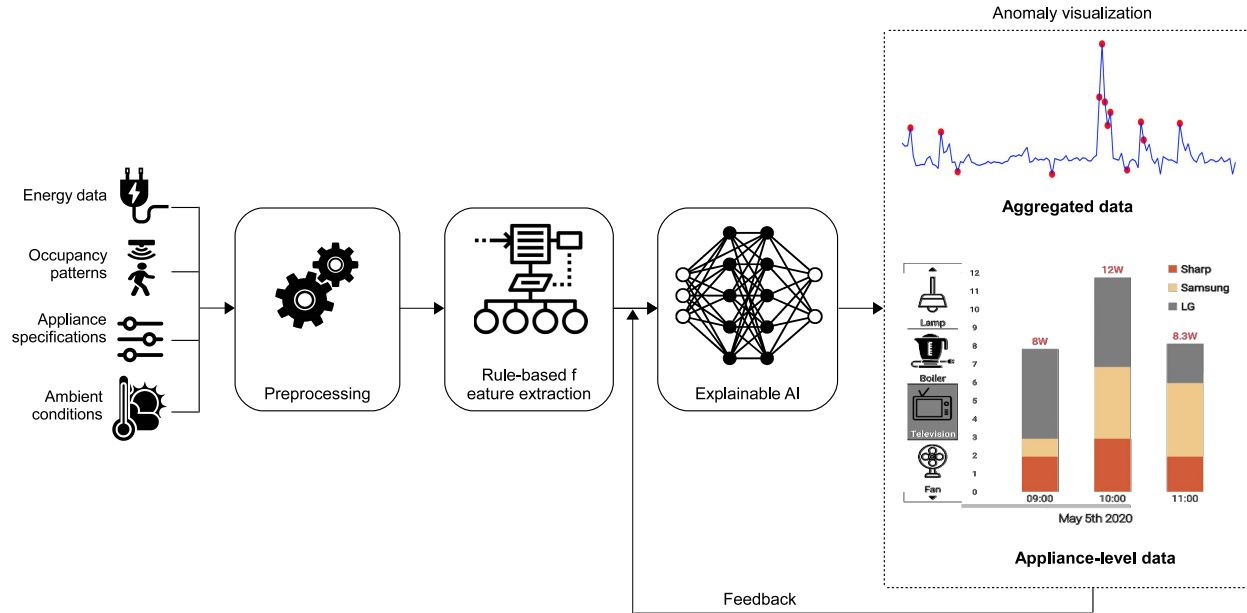 Anomaly visualization
Aggregated data
Energy data
Occupancy
patterns
Appliance
specifications
Ambient
conditions
Preprocessing
Rule-based f
eature extraction
Explainable AI
Lamp
Boiler
Television
Fan
12
11
10
9
8
7
6
5
4
3
2
1
0
8W
12W
8.3W
Sharp
Samsung
LG
09:00
10:00
11:00
May 5th 2020
Appliance-level data
Feedback